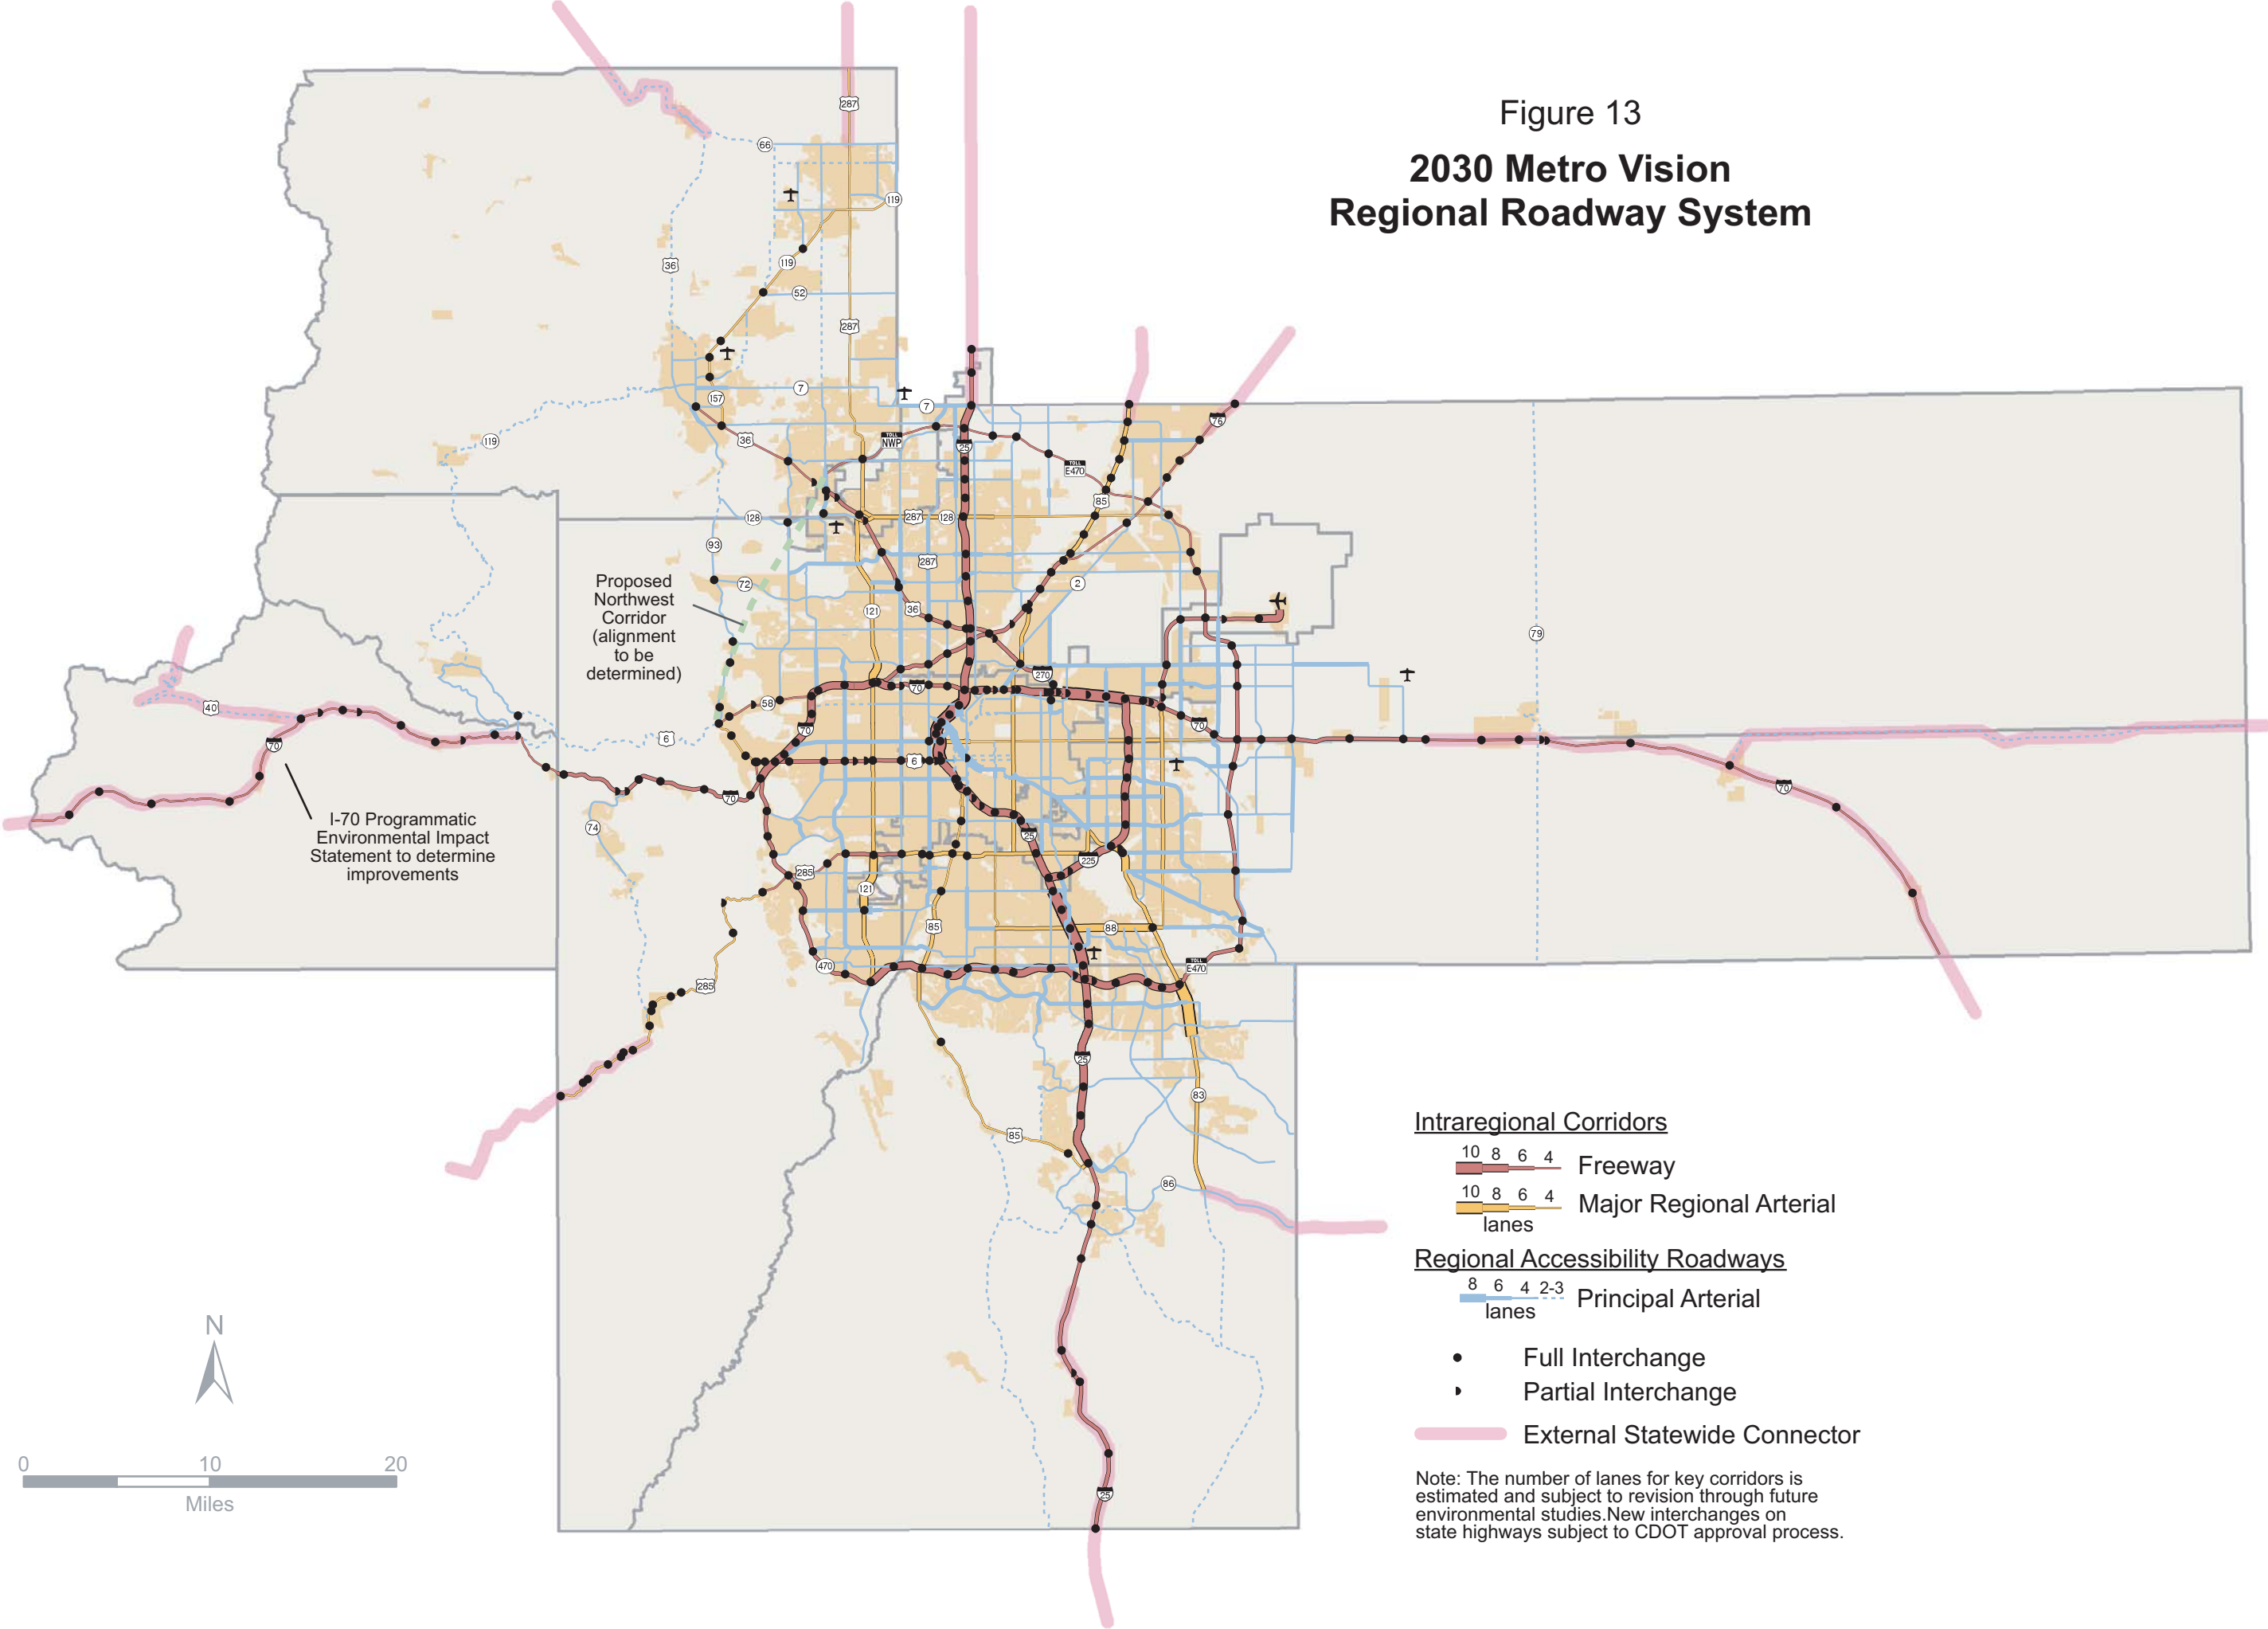 Figure 13
2030 Metro Vision
Regional Roadway System
287
66
119
36
119
52
287
7
157
7
119
36
TOLL
NWP
25
76
TOLL
E470
85
128
287
128
93
287
72
2
121
36
79
Proposed
Northwest
Corridor
(alignment
to be
determined)
40
58
70
270
70
6
70
70
6
70
70
70
I-70 Programmatic
Environmental Impact
Statement to determine
improvements
74
25
225
285
121
85
88
470
TOLL
E470
285
25
83
85
86
25
Intraregional Corridors
10 8 6 4
Freeway
10 8 6 4
Major Regional Arterial
lanes
Regional Accessibility Roadways
8 6 4 2-3
Principal Arterial
lanes
Full Interchange
Partial Interchange
External Statewide Connector
Note: The number of lanes for key corridors is
estimated and subject to revision through future
environmental studies.New interchanges on
state highways subject to CDOT approval process.
N
0 10 20
Miles